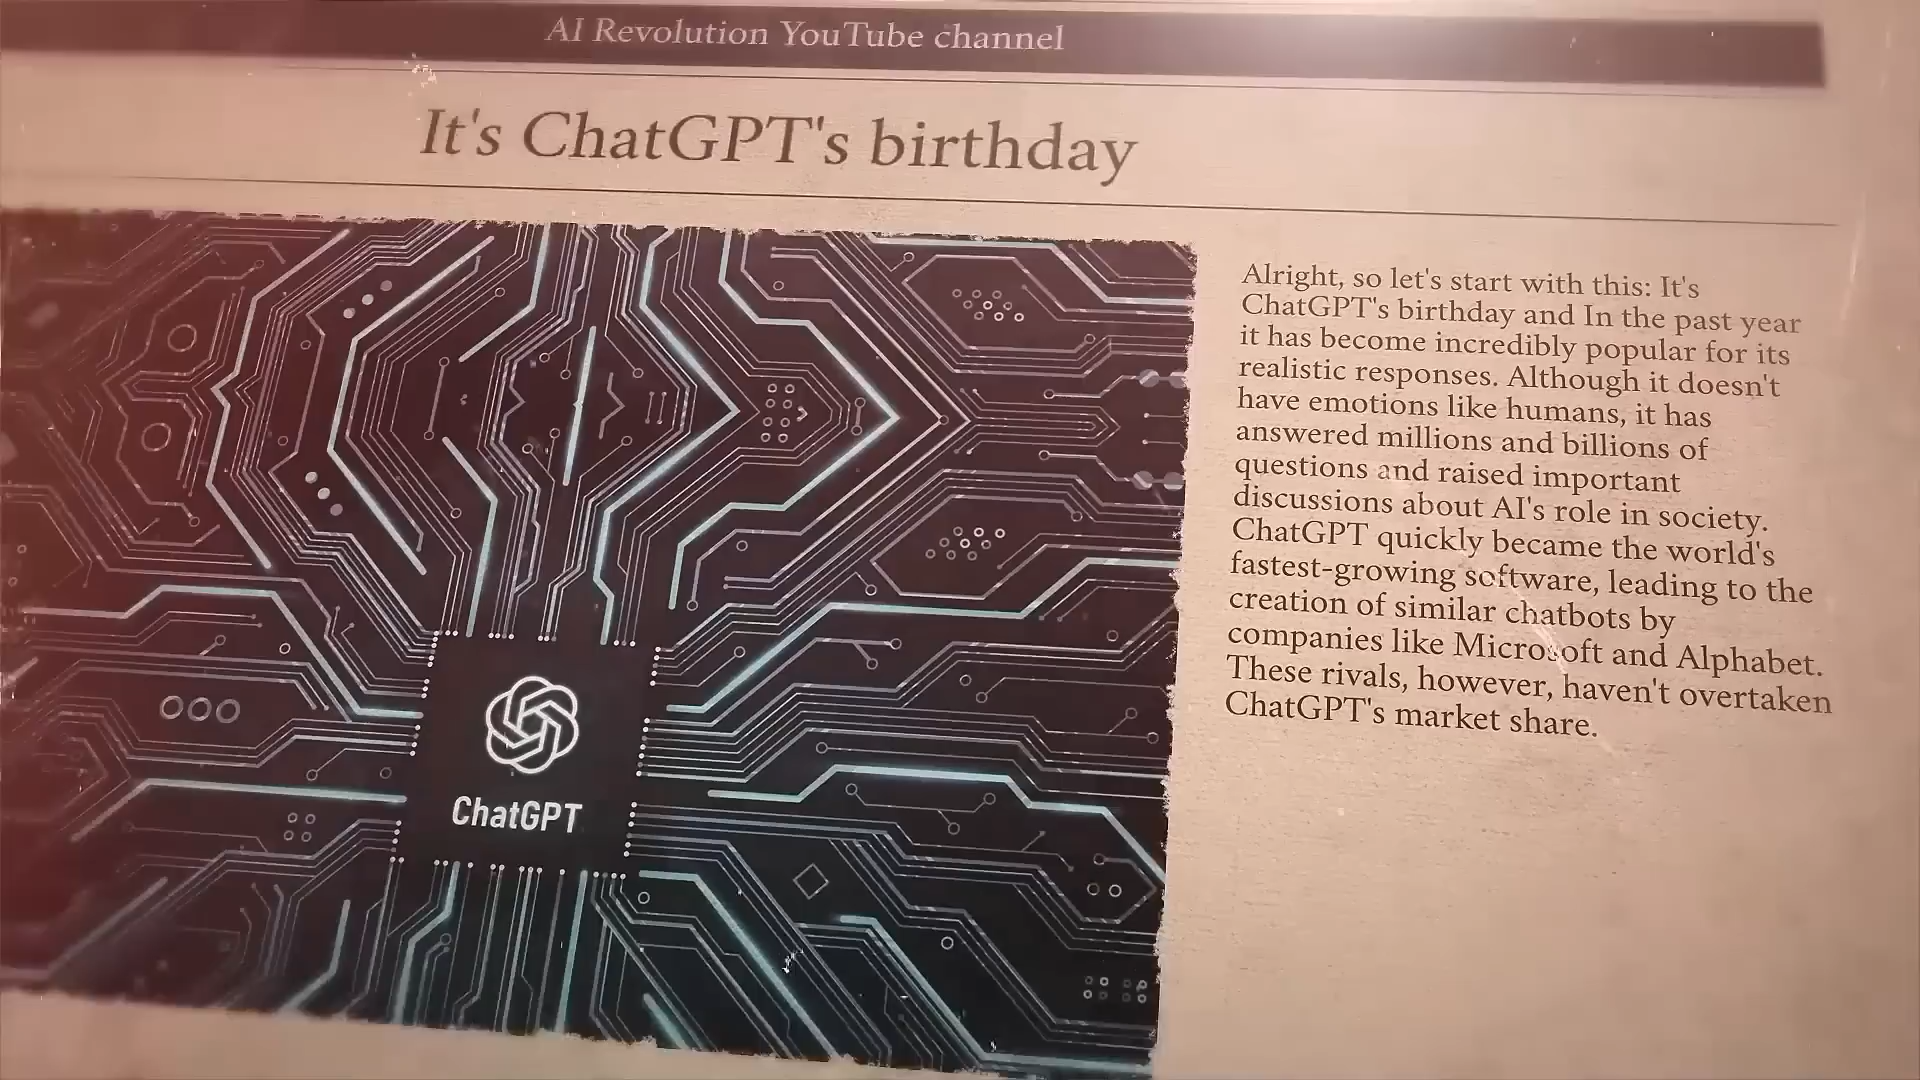 AI Revolution YouTube channel
It's ChatGPT's birthday
Alright, so let's start with this: It's
ChatGPT's birthday and In the past year
it has become incredibly popular for its
realistic responses. Although it doesn't
have emotions like humans, it has
answered millions and billions of
questions and raised important
discussions about AI's role in society.
ChatGPT quickly became the world's
fastest-growing software, leading to the
creation of similar chatbots by
companies like Microsoft and Alphabet.
These rivals, however, haven't overtaken
ChatGPT's market share.
ChatGPT